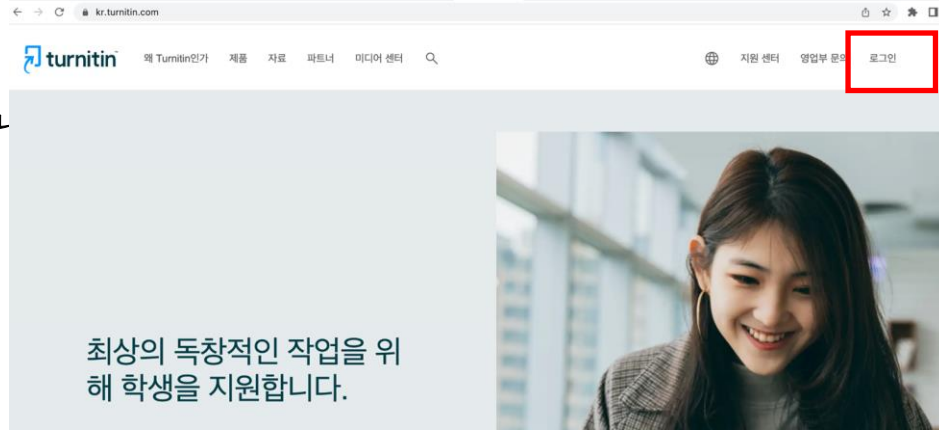 kr.turnitin.com
turnitin 왜 Turnitin인가 제품 자료 파트너 미디어 센터 지원 센터 영업부 문의 로그인
최상의 독창적인 작업을 위
해 학생을 지원합니다.